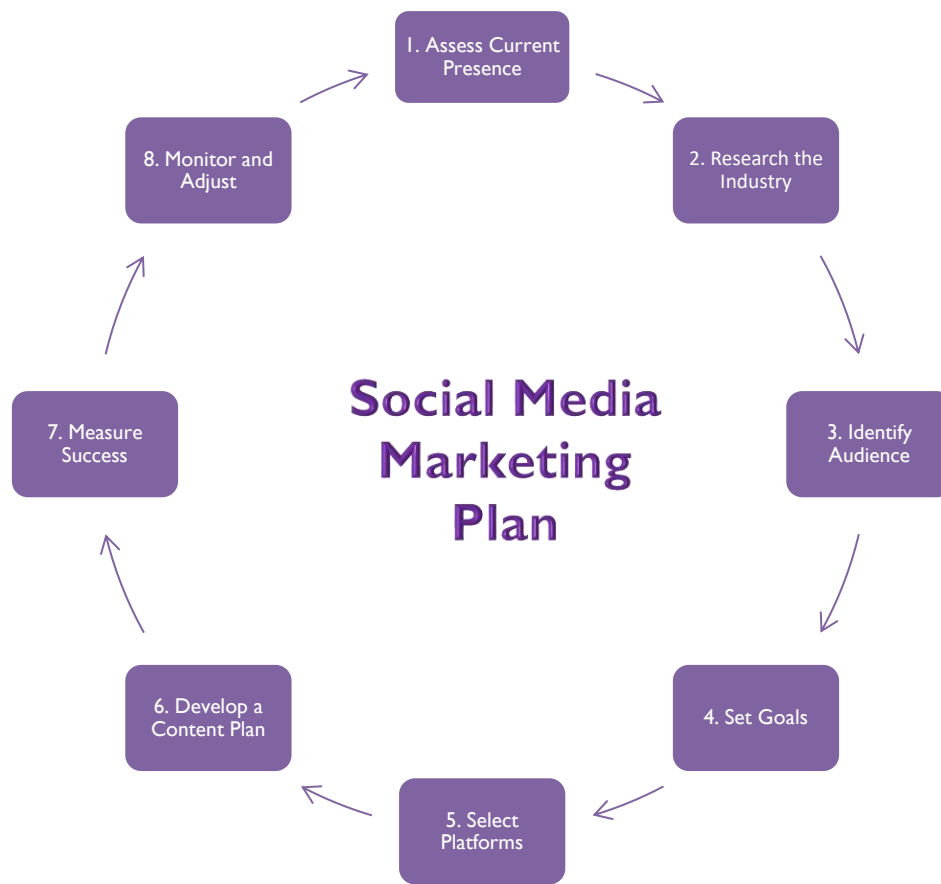 1. Assess Current
Presence
2. Research the
Industry
3. Identify
Audience
4. Set Goals
5. Select
Platforms
6. Develop a
Content Plan
7. Measure
Success
8. Monitor and
Adjust
Social Media
Marketing
Plan